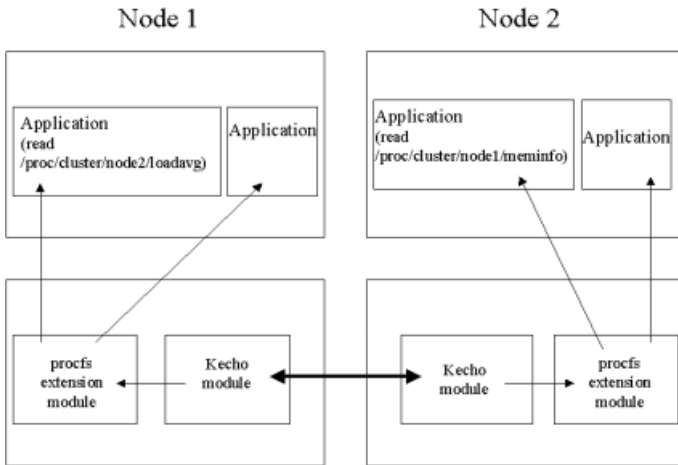 Node 1
Node 2
Application
(read
/proc/cluster/node2/loadavg)
Application
Application
(read
/proc/cluster/node1/meminfo)
Application
procfs
extension
module
Kecho
module
Kecho
module
procfs
extension
module